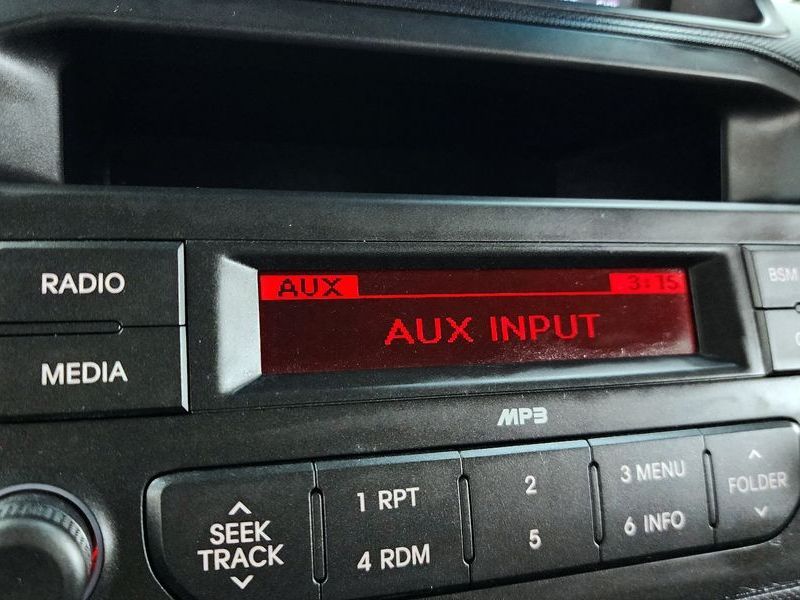 RADIO
MEDIA
AUX 3:15
AUX INPUT
BSM
MP3
SEEK
TRACK
1 RPT
4 RDM
2
5
3 MENU
6 INFO
FOLDER